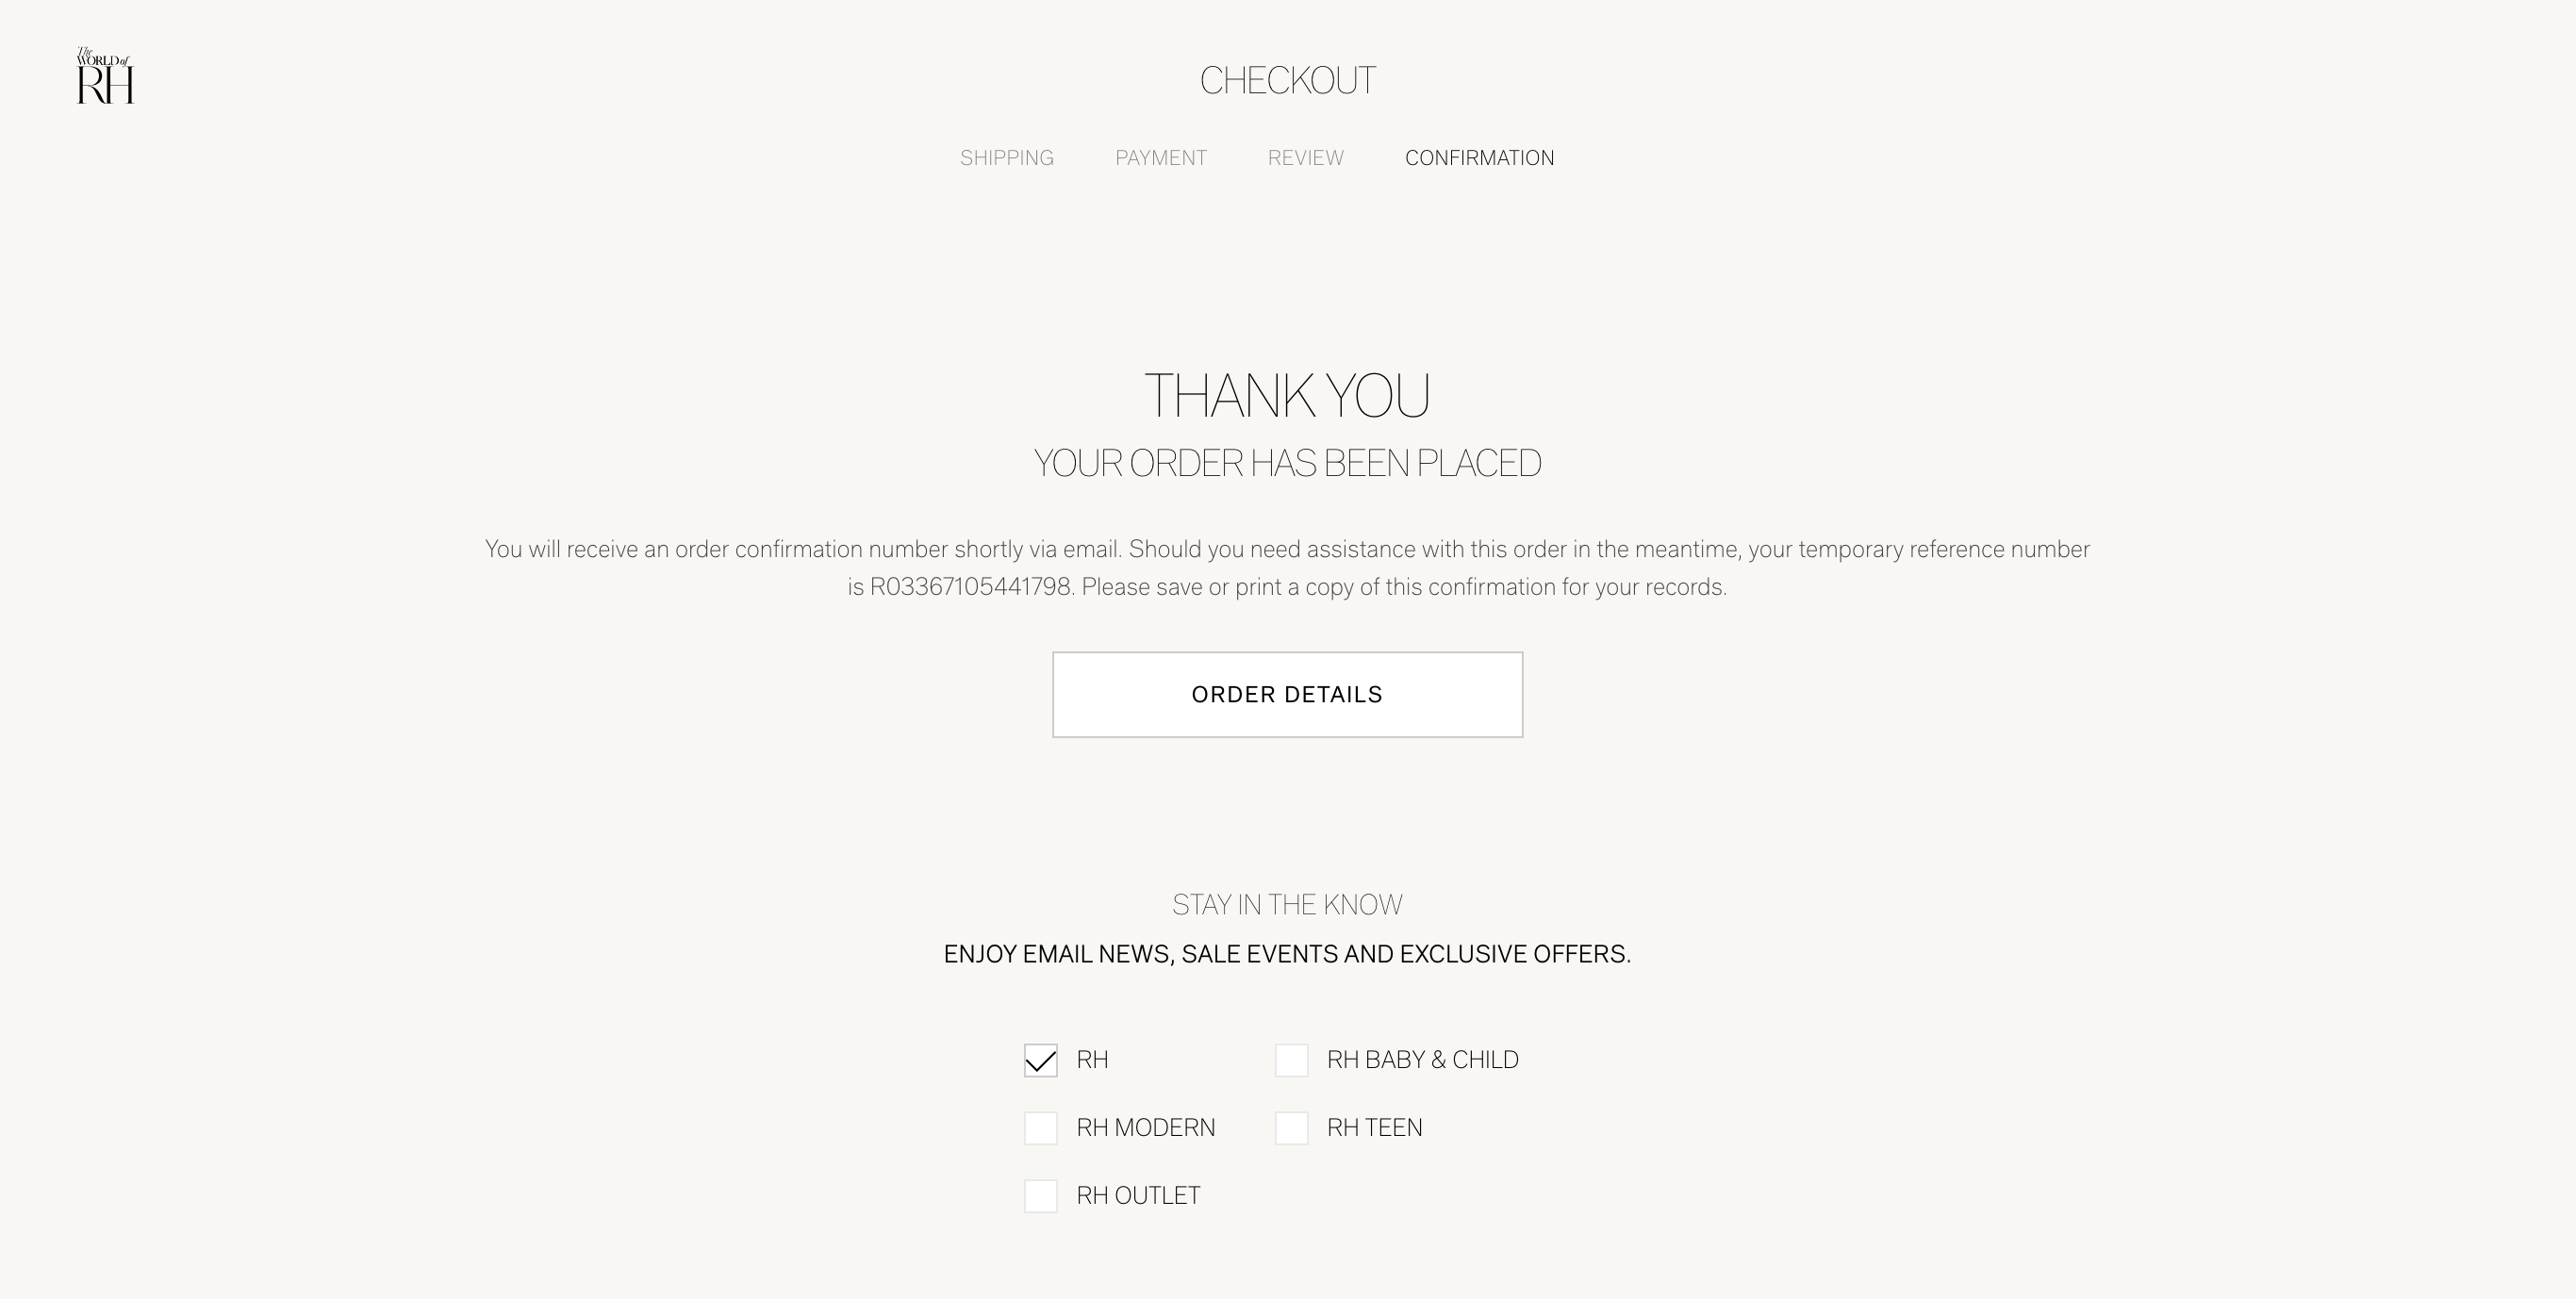 The
WORLD of
RH
CHECKOUT
SHIPPING PAYMENT REVIEW CONFIRMATION
THANK YOU
YOUR ORDER HAS BEEN PLACED
You will receive an order confirmation number shortly via email. Should you need assistance with this order in the meantime, your temporary reference number
is R03367105441798. Please save or print a copy of this confirmation for your records.
ORDER DETAILS
STAY IN THE KNOW
ENJOY EMAIL NEWS, SALE EVENTS AND EXCLUSIVE OFFERS.
RH RH BABY & CHILD
RH MODERN RH TEEN
RH OUTLET